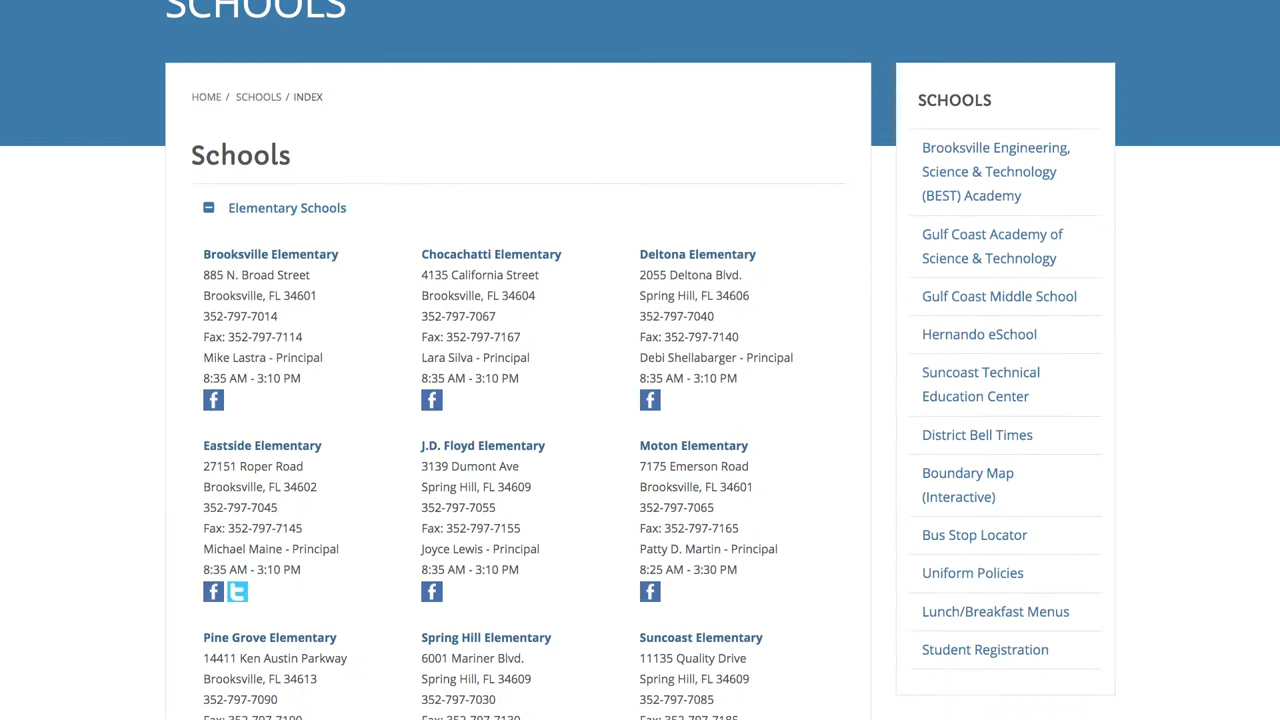 SCHOOLS
HOME / SCHOOLS / INDEX
Schools
Elementary Schools
Brooksville Elementary
885 N. Broad Street
Brooksville, FL 34601
352-797-7014
Fax: 352-797-7114
Mike Lastra - Principal
8:35 AM - 3:10 PM
Chocachatti Elementary
4135 California Street
Brooksville, FL 34604
352-797-7067
Fax: 352-797-7167
Lara Silva - Principal
8:35 AM - 3:10 PM
Deltona Elementary
2055 Deltona Blvd.
Spring Hill, FL 34606
352-797-7040
Fax: 352-797-7140
Debi Shellabarger - Principal
8:35 AM - 3:10 PM
Eastside Elementary
27151 Roper Road
Brooksville, FL 34602
352-797-7045
Fax: 352-797-7145
Michael Maine - Principal
8:35 AM - 3:10 PM
J.D. Floyd Elementary
3139 Dumont Ave
Spring Hill, FL 34609
352-797-7055
Fax: 352-797-7155
Joyce Lewis - Principal
8:35 AM - 3:10 PM
Moton Elementary
7175 Emerson Road
Brooksville, FL 34601
352-797-7065
Fax: 352-797-7165
Patty D. Martin - Principal
8:25 AM - 3:30 PM
Pine Grove Elementary
14411 Ken Austin Parkway
Brooksville, FL 34613
352-797-7090
Fax: 352-797-7190
Spring Hill Elementary
6001 Mariner Blvd.
Spring Hill, FL 34609
352-797-7030
Fax: 352-797-7130
Suncoast Elementary
11135 Quality Drive
Spring Hill, FL 34609
352-797-7085
Fax: 352-797-7185
SCHOOLS
Brooksville Engineering,
Science & Technology
(BEST) Academy
Gulf Coast Academy of
Science & Technology
Gulf Coast Middle School
Hernando eSchool
Suncoast Technical
Education Center
District Bell Times
Boundary Map
(Interactive)
Bus Stop Locator
Uniform Policies
Lunch/Breakfast Menus
Student Registration